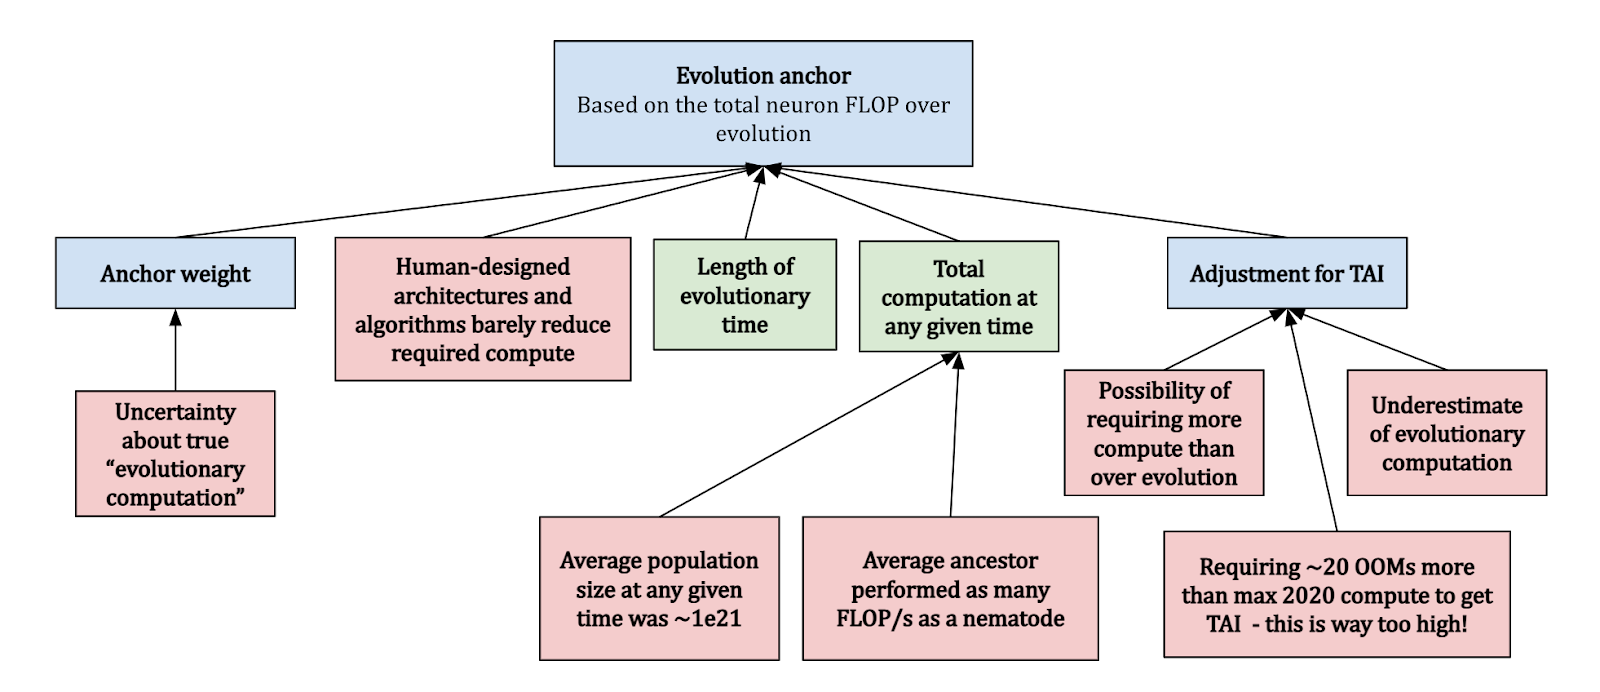 Evolution anchor
Based on the total neuron FLOP over
evolution
Anchor weight
Human-designed
architectures and
algorithms barely reduce
required compute
Length of
evolutionary
time
Total
computation at
any given time
Adjustment for TAI
Uncertainty
about true
“evolutionary
computation”
Average population
size at any given
time was ~1e21
Average ancestor
performed as many
FLOP/s as a nematode
Possibility of
requiring more
compute than
over evolution
Requiring ~20 OOMs more
than max 2020 compute to get
TAI - this is way too high!
Underestimate
of evolutionary
computation